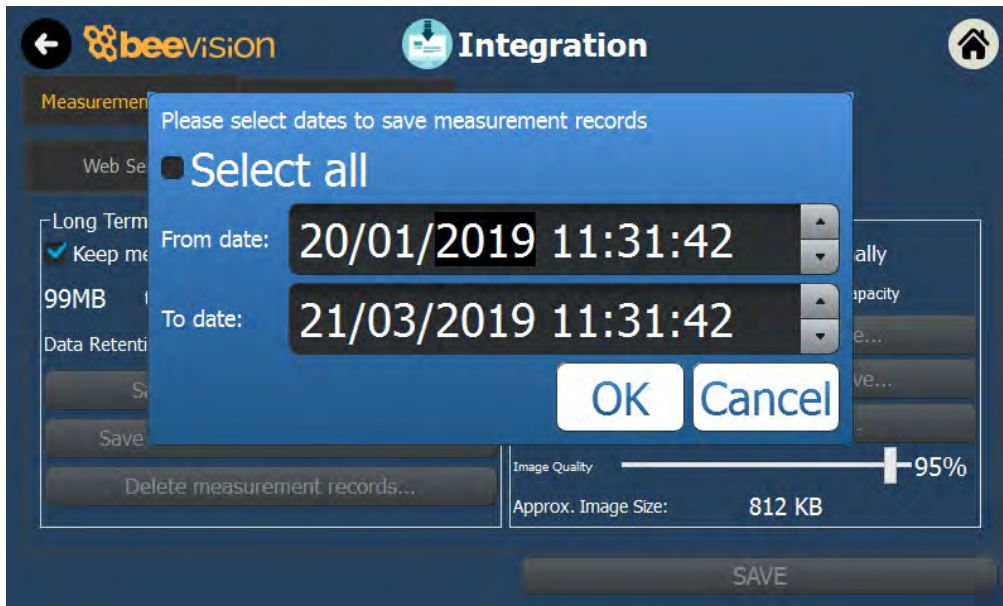 beevision
Integration
Measuremen
Please select dates to save measurement records
Select all
Web Se
From date:
20/01/2019 11:31:42
To date:
21/03/2019 11:31:42
OK
Cancel
Long Term
Keep me
99MB
Data Retenti
Save
Delete measurement records...
ally
apacity
e...
ve...
Image Quality
95%
Approx. Image Size:
812 KB
SAVE